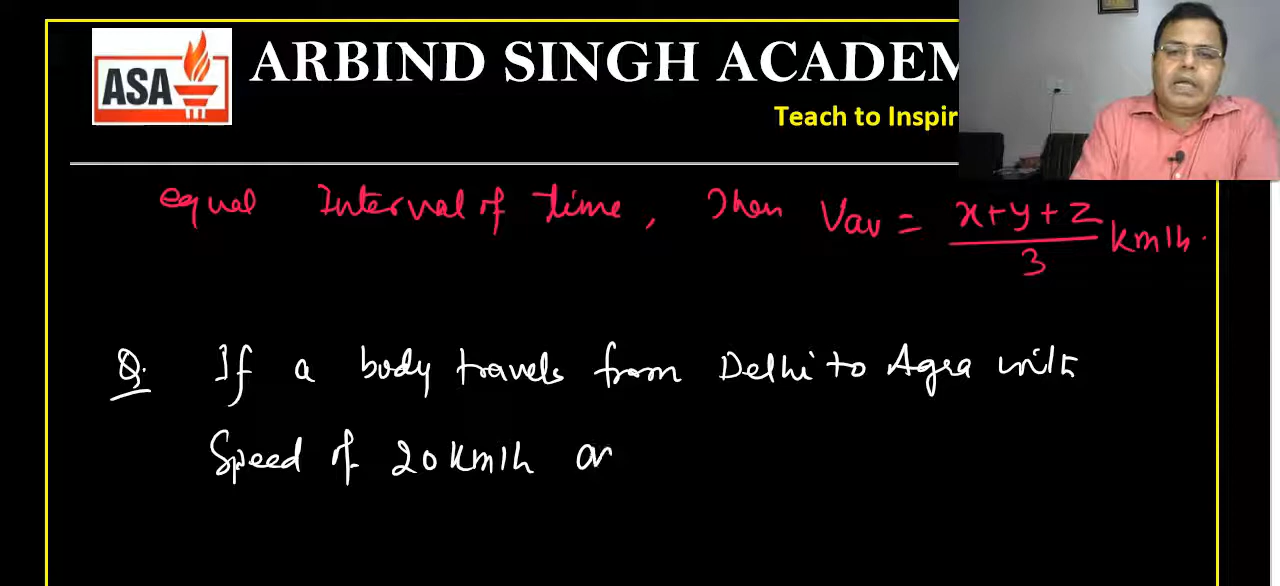 ASA
ARBIND SINGH ACADEM
Teach to Inspir
equal Interval of time, Then Vav = x+y+z/3 km/h.
Q. If a body travels from Delhi to Agra with
Speed of 20 km/h an